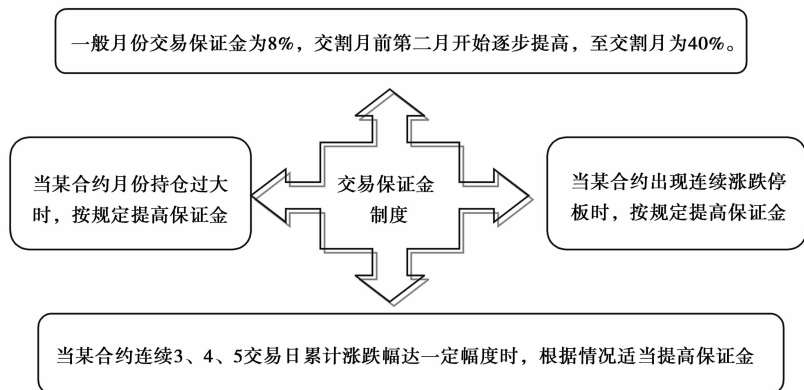 一般月份交易保证金为8%，交割月前第二月开始逐步提高，至交割月为40%。
当某合约月份持仓过大
时，按规定提高保证金
交易保证金
制度
当某合约出现连续涨跌停
板时，按规定提高保证金
当某合约连续3、4、5交易日累计涨跌幅达一定幅度时，根据情况适当提高保证金